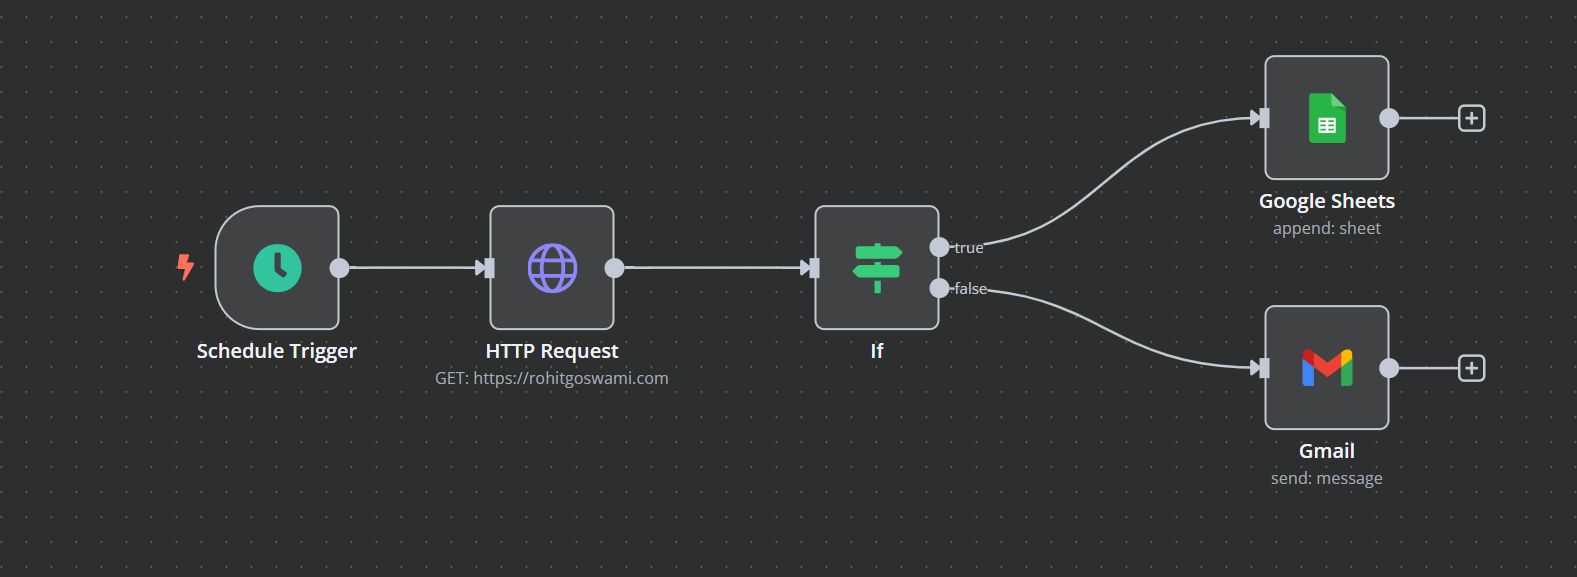 Schedule Trigger
HTTP Request
GET: https://rohitgoswami.com
If
true
false
Google Sheets
append: sheet
Gmail
send: message